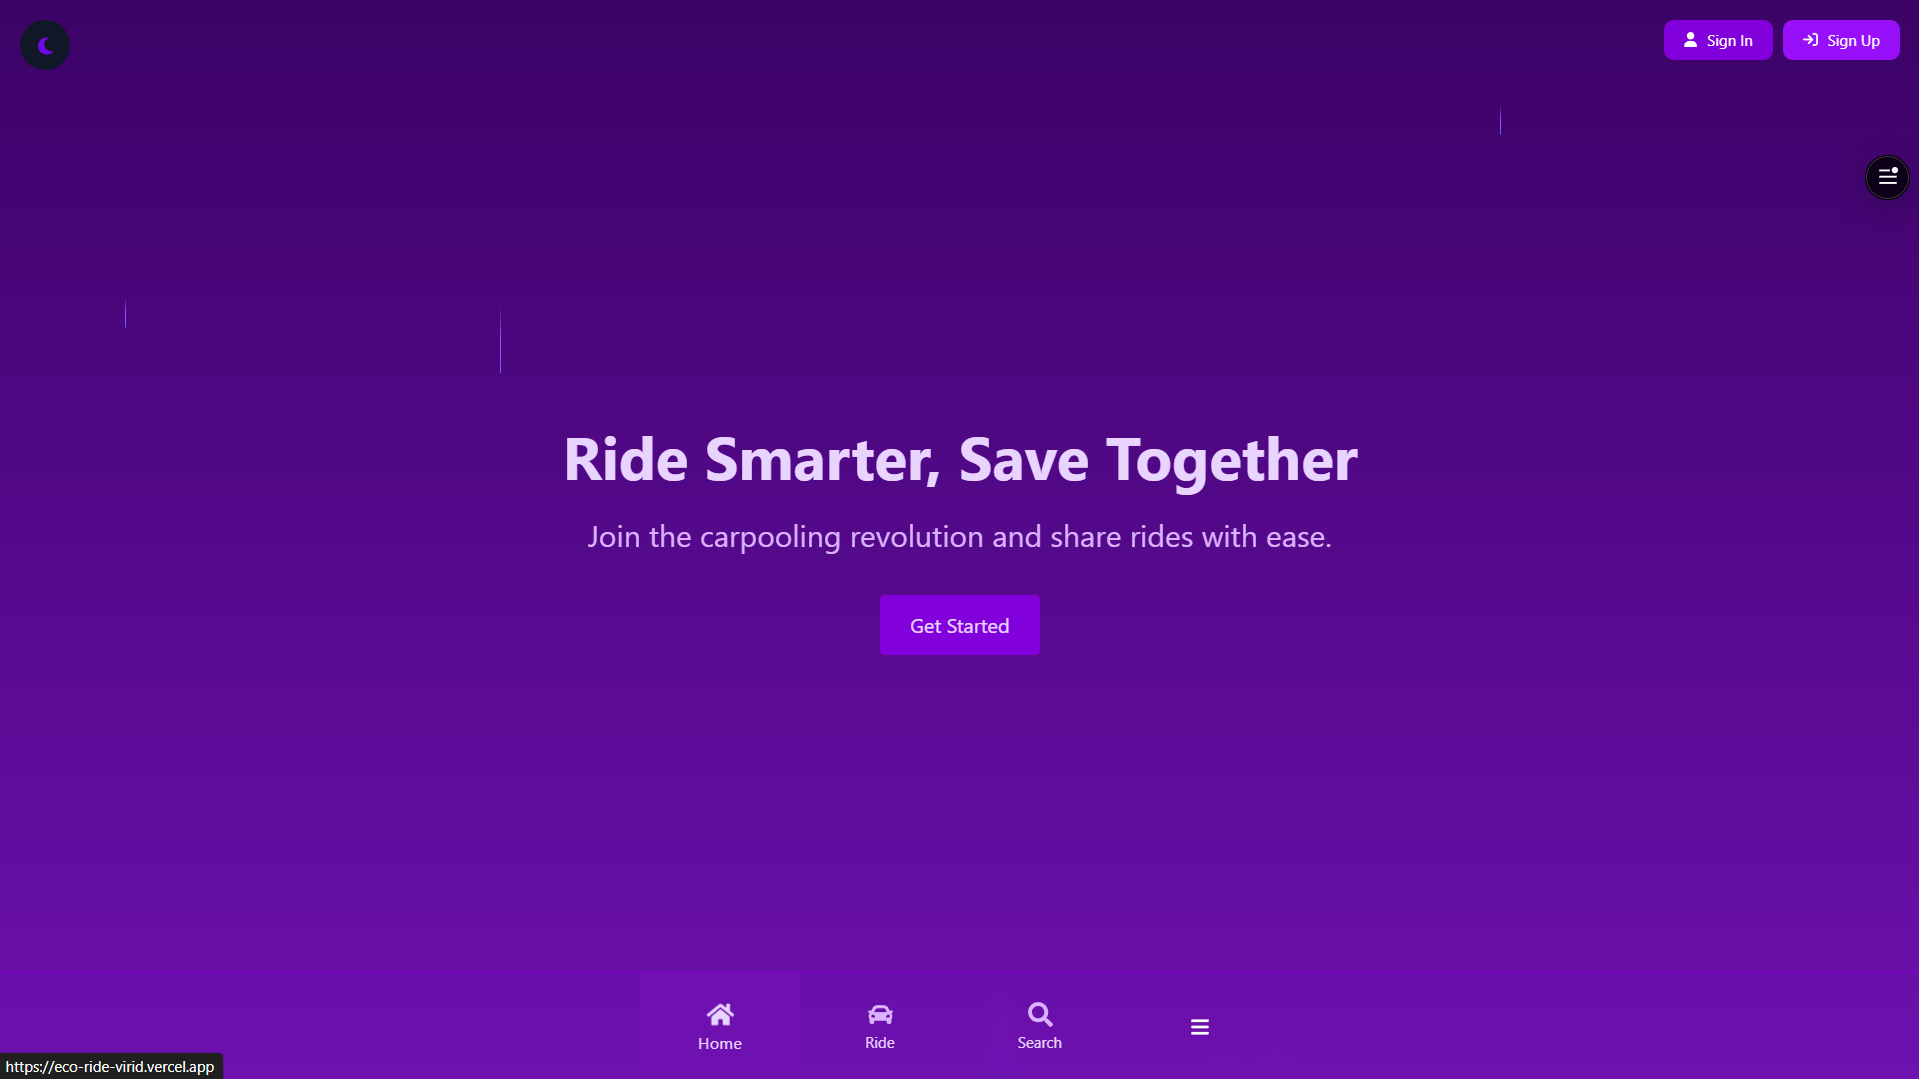 Sign In
Sign Up
Ride Smarter, Save Together
Join the carpooling revolution and share rides with ease.
Get Started
Home
Ride
Search
https://eco-ride-virid.vercel.app